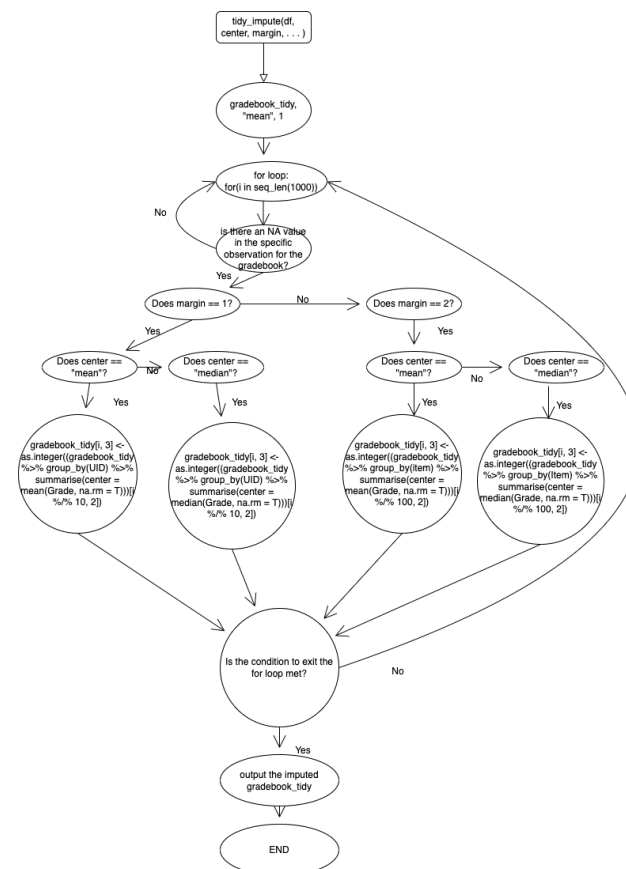 tidy_impute(df,
center, margin, . . . )
gradebook_tidy,
"mean", 1
for loop:
for(i in seq_len(1000))
No
is there an NA value
in the specific
observation for the
gradebook?
Yes
Does margin == 1?
No
Does margin == 2?
Yes
Yes
Does center ==
"mean"?
No
Does center ==
"median"?
Does center ==
"mean"?
No
Does center ==
"median"?
Yes
Yes
Yes
Yes
gradebook_tidy[i, 3] <-
as.integer((gradebook_tidy
%>% group_by(UID) %>%
summarise(center =
mean(Grade, na.rm = T)))[i
%/% 10, 2])
gradebook_tidy[i, 3] <-
as.integer((gradebook_tidy
%>% group_by(UID) %>%
summarise(center =
median(Grade, na.rm = T)))[i
%/% 10, 2])
gradebook_tidy[i, 3] <-
as.integer((gradebook_tidy
%>% group_by(item) %>%
summarise(center =
mean(Grade, na.rm = T)))[i
%/% 100, 2])
gradebook_tidy[i, 3] <-
as.integer((gradebook_tidy
%>% group_by(Item) %>%
summarise(center =
median(Grade, na.rm = T)))[i
%/% 100, 2])
Is the condition to exit the
for loop met?
No
Yes
output the imputed
gradebook_tidy
END